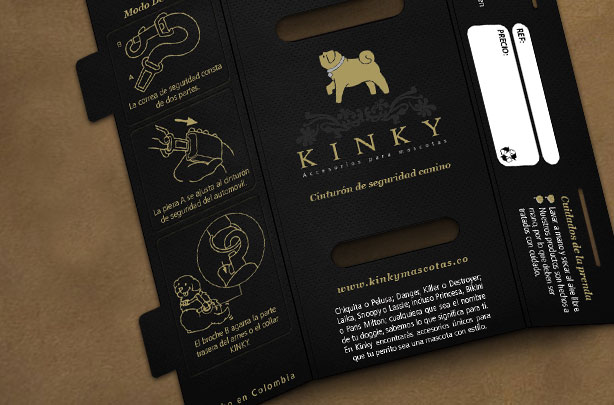 Modo De
B
A
La correa de seguridad consta
de dos partes.
La pieza A se ajusta al cinturón
de seguridad del automovil.
El broche B agarra la parte
trasera del arnes o el collar
KINKY
en Colombia
KINKY
Accesorios para mascotas
Cinturón de seguridad canino
www.kinkymascotas.co
Chiquita o Pelusa; Danger, Killer o Destroyer;
Laika, Snoopy o Lassie; incluso Princesa, Bikini
o Paris Milton; cualquiera que sea el nombre
de tu doggie, sabemos lo que significa para ti.
En Kinky encontrarás accesorios únicos para
que tu perrito sea una mascota con estilo.
en
REF:
PRECIO:
Cuidados de la prenda
Lavar a mano y secar al aire libre
Nuestros productos son hechos a
mano, por lo que deben ser
tratados con cuidado.